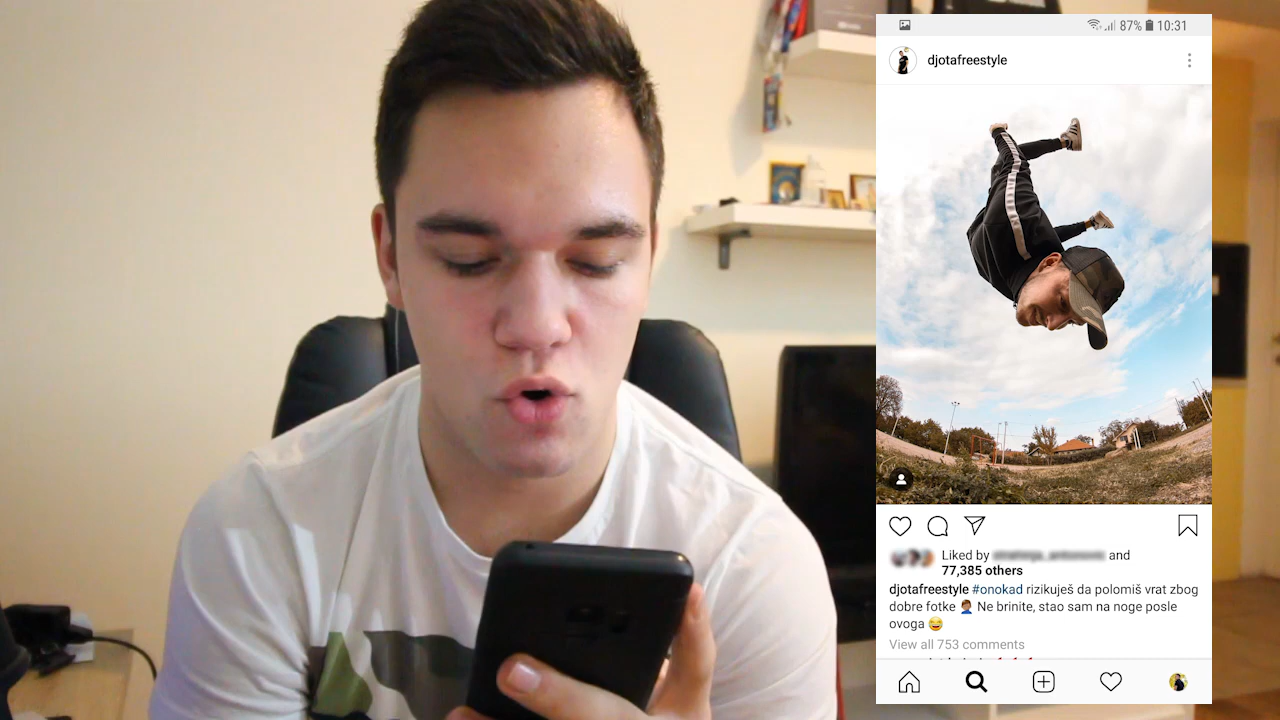 87% 10:31
djotafreestyle
Liked by and
77,385 others
djotafreestyle #onokad rizikuješ da polomiš vrat zbog
dobre fotke 🤦🏽‍♂️ Ne brinite, stao sam na noge posle
ovoga 😂
View all 753 comments